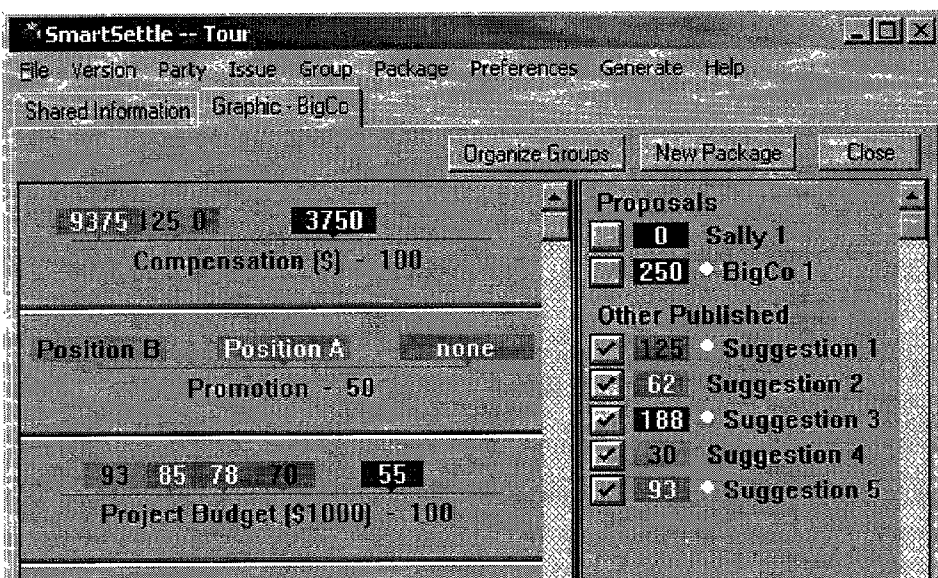 SmartSettle -- Tour
File Version Party Issue Group Package Preferences Generate Help
Shared Information Graphic - BigCo
Organize Groups New Package Close
9375 125 0 3750
Compensation ($) - 100
Position B Position A none
Promotion - 50
93 85 78 70 55
Project Budget ($1000) - 100
Proposals
0 Sally 1
250 BigCo 1
Other Published
125 Suggestion 1
62 Suggestion 2
188 Suggestion 3
30 Suggestion 4
93 Suggestion 5